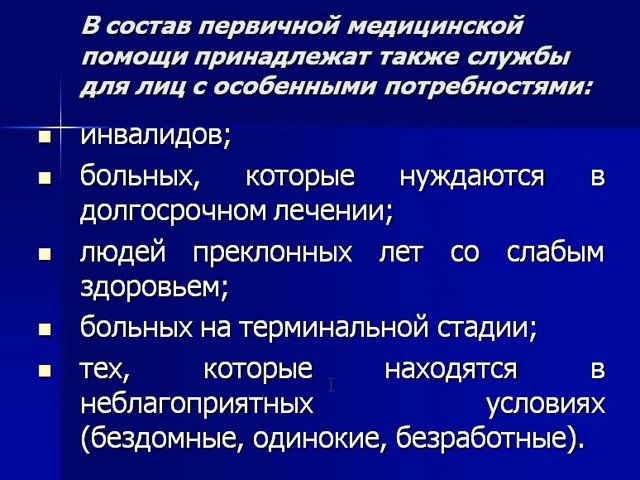 В состав первичной медицинской
помощи принадлежат также службы
для лиц с особенными потребностями:
инвалидов;
больных, которые нуждаются в
долгосрочном лечении;
людей преклонных лет со слабым
здоровьем;
больных на терминальной стадии;
тех, которые находятся в
неблагоприятных условиях
(бездомные, одинокие, безработные).